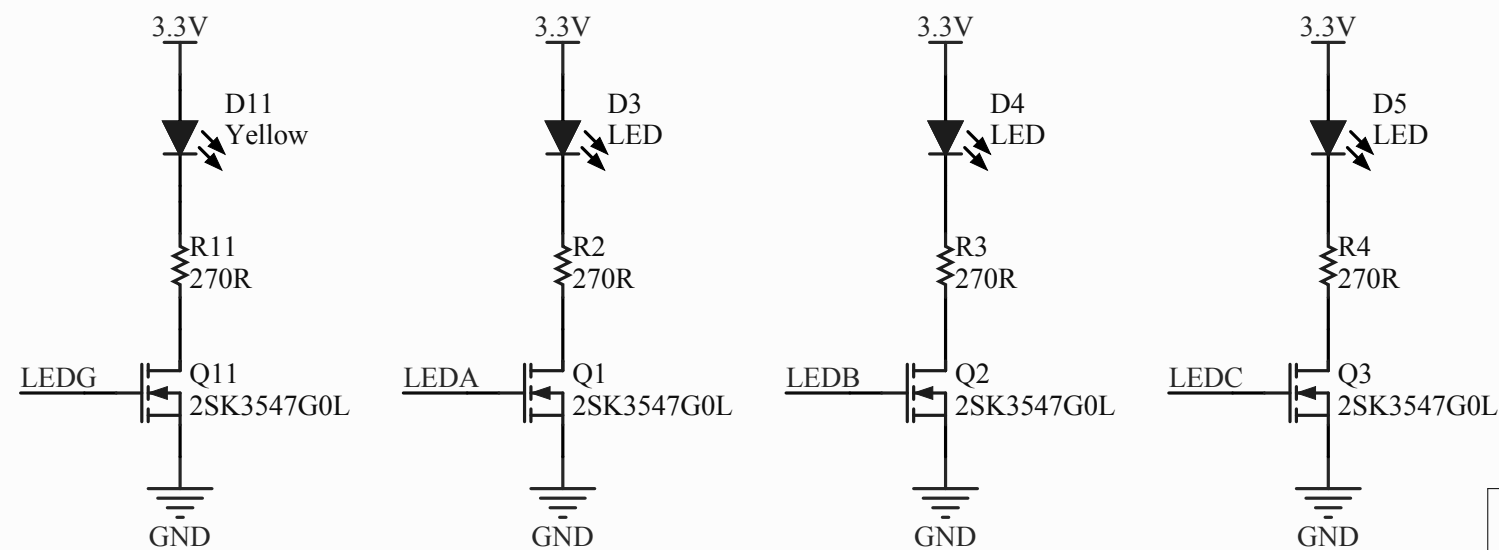 3.3V
D11
Yellow
R11
270R
LEDG
Q11
2SK3547G0L
GND
3.3V
D3
LED
R2
270R
LEDA
Q1
2SK3547G0L
GND
3.3V
D4
LED
R3
270R
LEDB
Q2
2SK3547G0L
GND
3.3V
D5
LED
R4
270R
LEDC
Q3
2SK3547G0L
GND